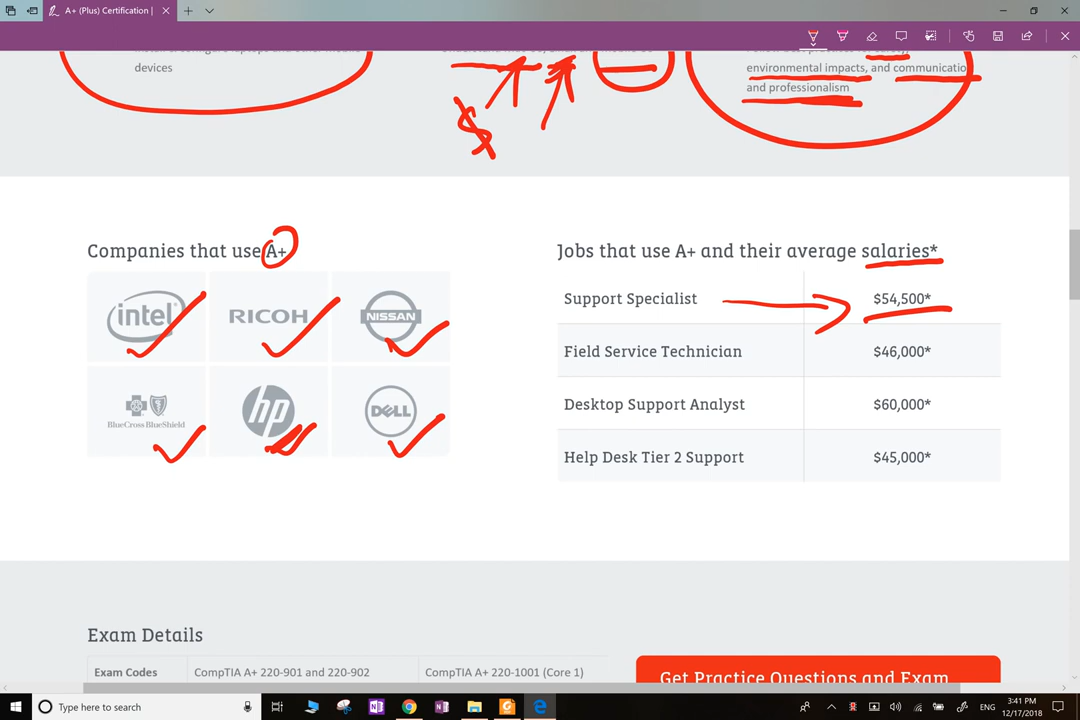 A+ (Plus) Certification |
devices
environmental impacts, and communicatio
and professionalism
$
Companies that use A+
Jobs that use A+ and their average salaries*
intel
RICOH
NISSAN
BlueCross BlueShield
hp
DELL
Support Specialist $54,500*
Field Service Technician $46,000*
Desktop Support Analyst $60,000*
Help Desk Tier 2 Support $45,000*
Exam Details
Exam Codes CompTIA A+ 220-901 and 220-902 CompTIA A+ 220-1001 (Core 1)
Get Practice Questions and Exam
Type here to search
ENG
3:41 PM
12/17/2018